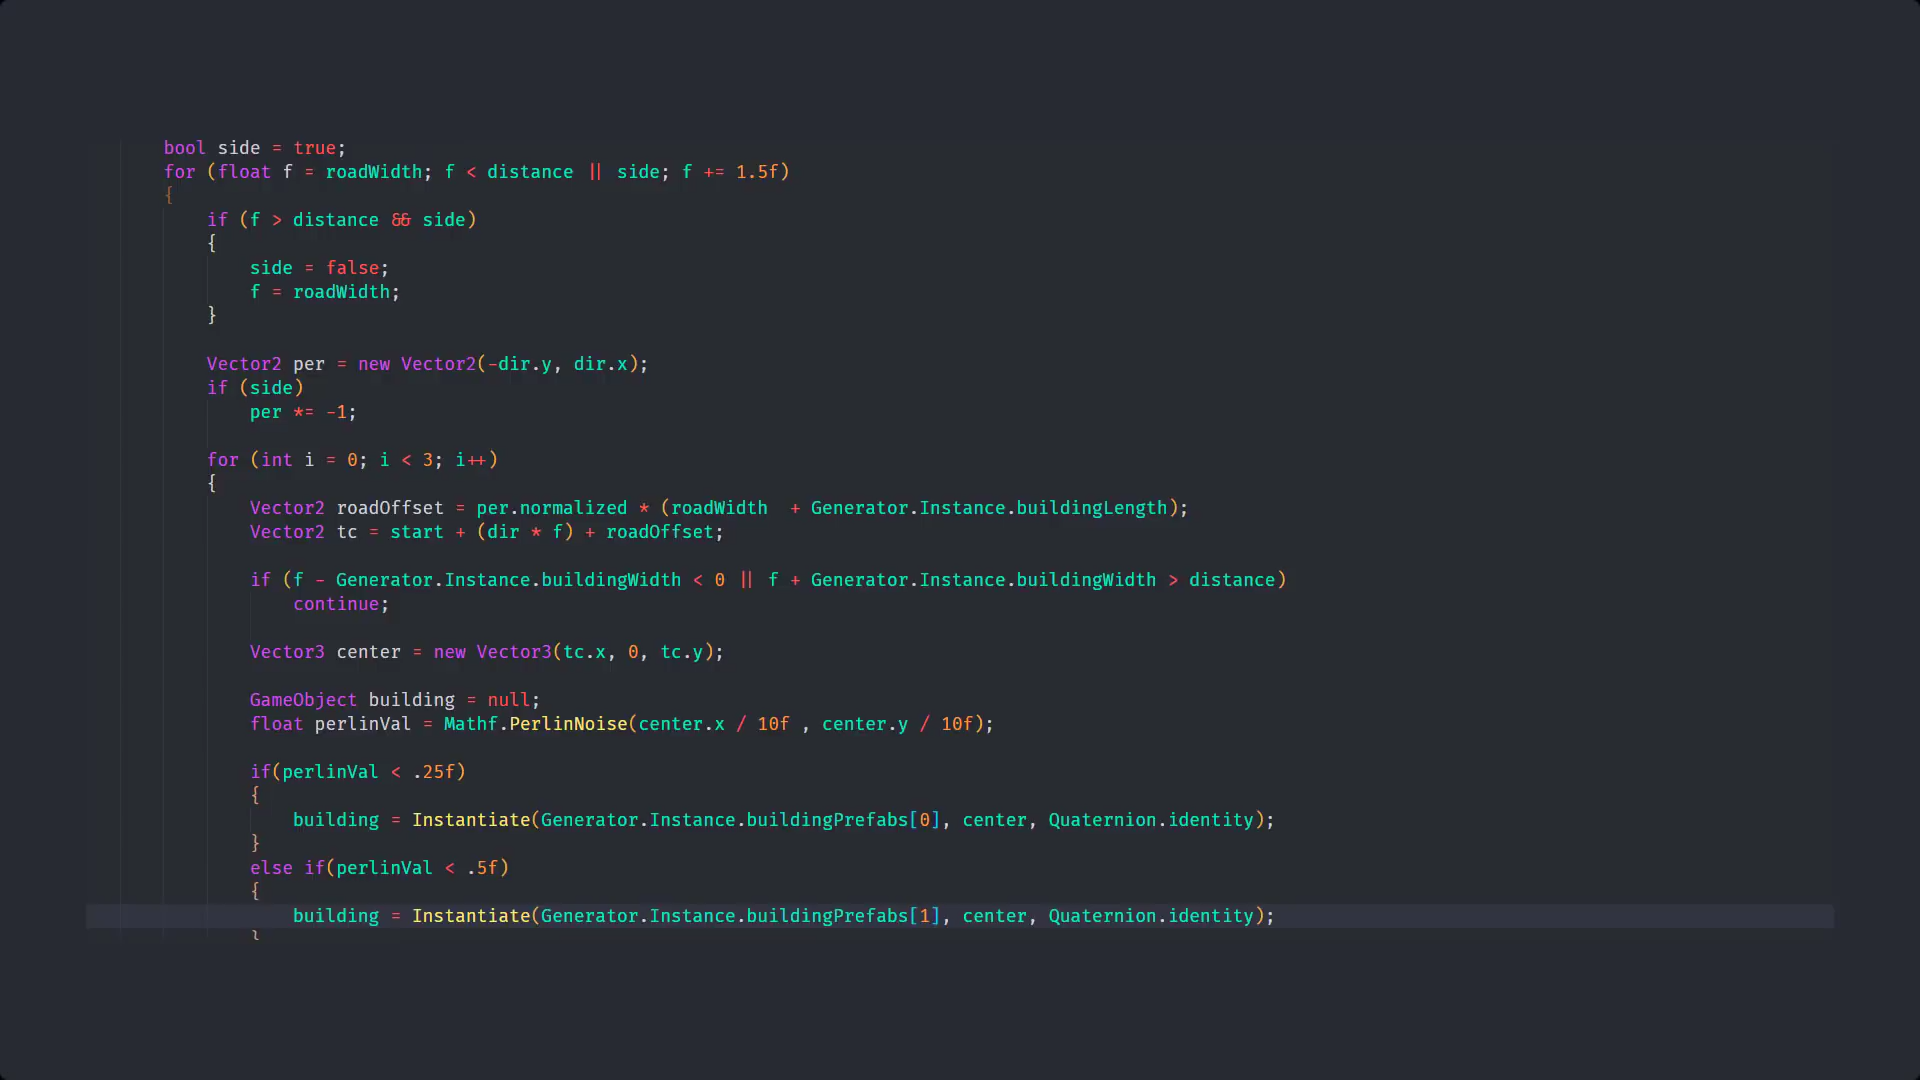 bool side = true;
for (float f = roadWidth; f < distance || side; f += 1.5f)
{
if (f > distance && side)
{
side = false;
f = roadWidth;
}
Vector2 per = new Vector2(-dir.y, dir.x);
if (side)
per *= -1;
for (int i = 0; i < 3; i++)
{
Vector2 roadOffset = per.normalized * (roadWidth  + Generator.Instance.buildingLength);
Vector2 tc = start + (dir * f) + roadOffset;
if (f - Generator.Instance.buildingWidth < 0 || f + Generator.Instance.buildingWidth > distance)
continue;
Vector3 center = new Vector3(tc.x, 0, tc.y);
GameObject building = null;
float perlinVal = Mathf.PerlinNoise(center.x / 10f , center.y / 10f);
if(perlinVal < .25f)
{
building = Instantiate(Generator.Instance.buildingPrefabs[0], center, Quaternion.identity);
}
else if(perlinVal < .5f)
{
building = Instantiate(Generator.Instance.buildingPrefabs[1], center, Quaternion.identity);
}